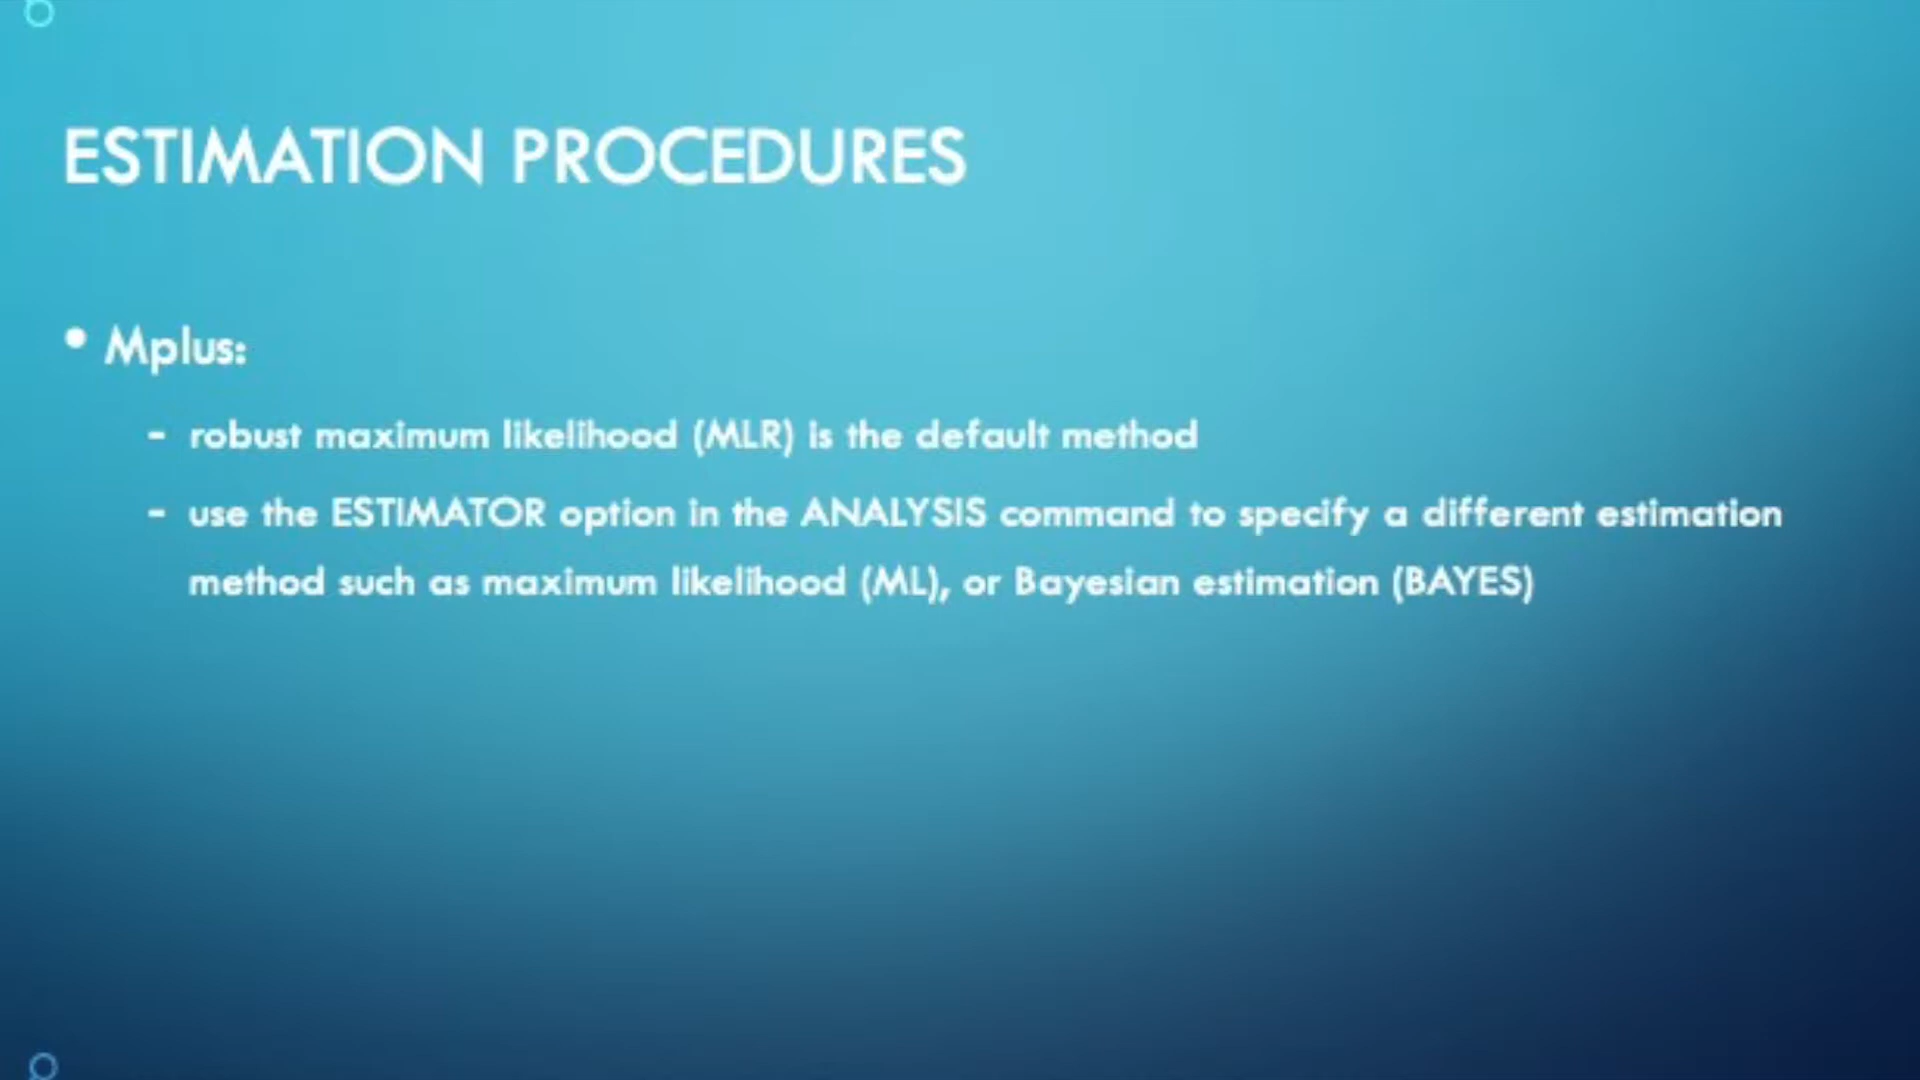 ESTIMATION PROCEDURES
• Mplus:
- robust maximum likelihood (MLR) is the default method
- use the ESTIMATOR option in the ANALYSIS command to specify a different estimation
method such as maximum likelihood (ML), or Bayesian estimation (BAYES)